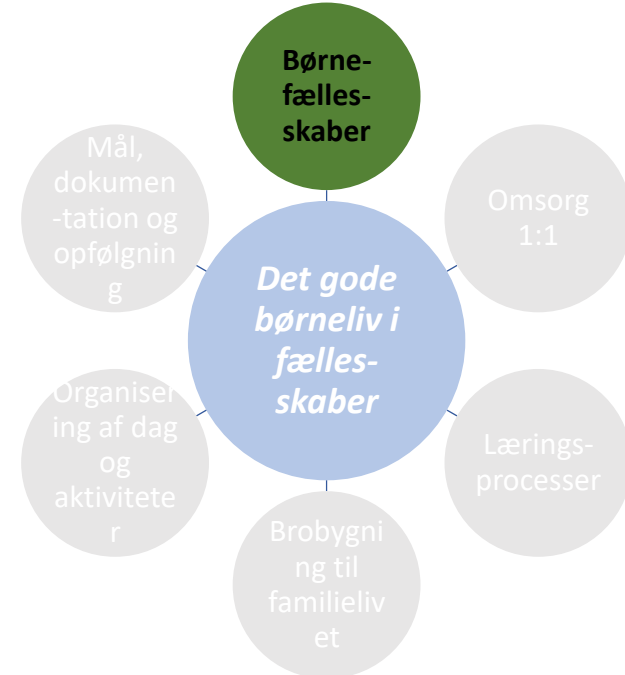 Børne-
fælles-
skaber
Mål,
dokumen
-tation og
opfølgnin
g
Omsorg
1:1
Det gode
børneliv i
fælles-
skaber
Organiser
ing af dag
og
aktivitete
r
Lærings-
processer
Brobygni
ng til
familieliv
et